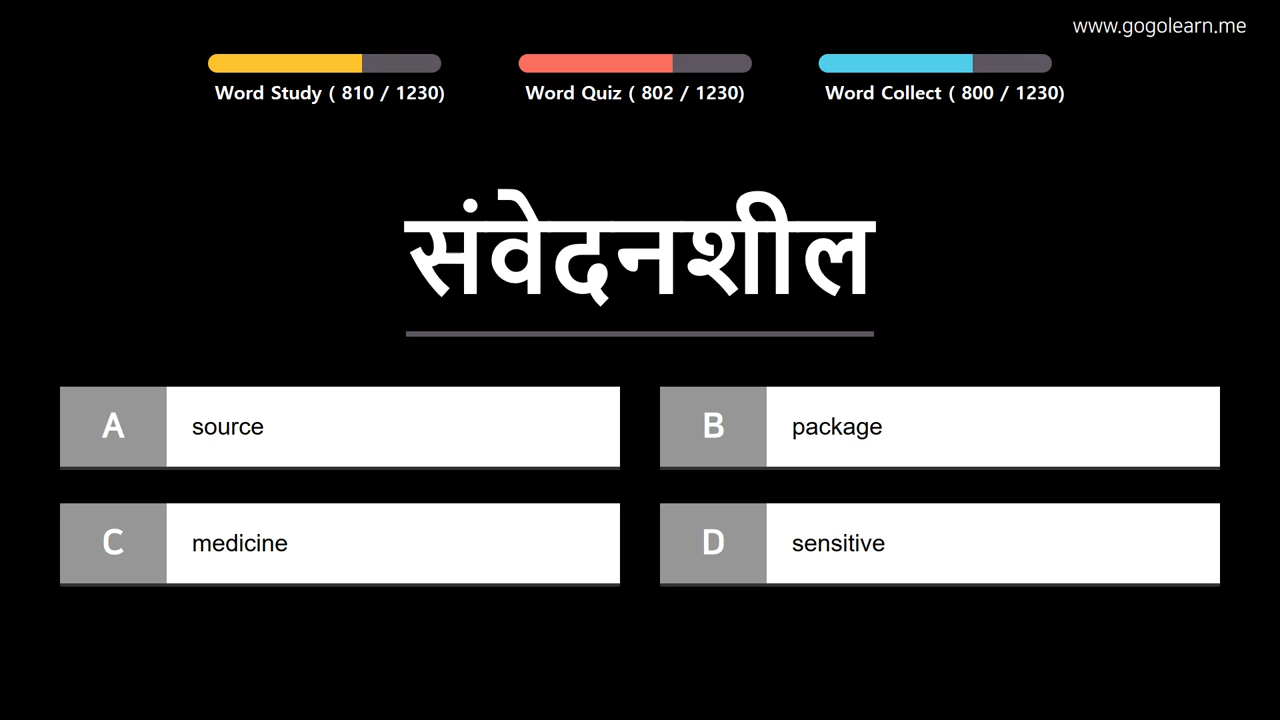 www.gogolearn.me
Word Study ( 810 / 1230)
Word Quiz ( 802 / 1230)
Word Collect ( 800 / 1230)
संवेदनशील
A source
B package
C medicine
D sensitive